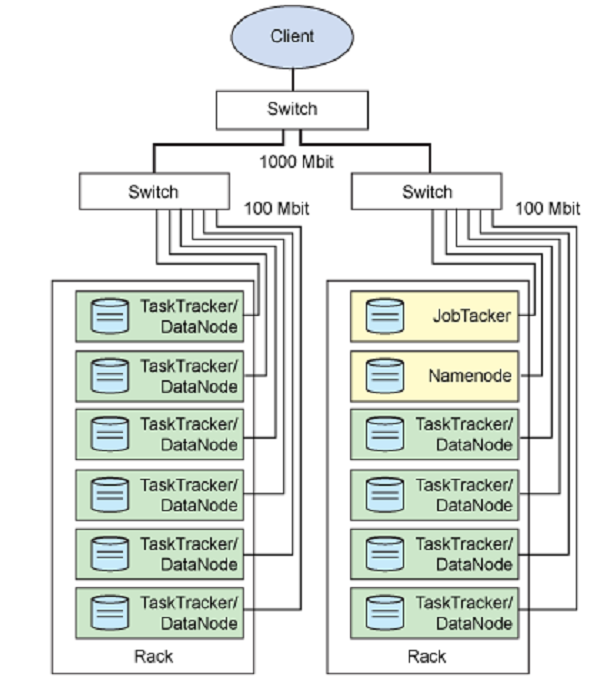 Client
Switch
1000 Mbit
Switch
Switch
100 Mbit
100 Mbit
TaskTracker/
DataNode
TaskTracker/
DataNode
TaskTracker/
DataNode
TaskTracker/
DataNode
TaskTracker/
DataNode
TaskTracker/
DataNode
Rack
JobTacker
Namenode
TaskTracker/
DataNode
TaskTracker/
DataNode
TaskTracker/
DataNode
TaskTracker/
DataNode
Rack